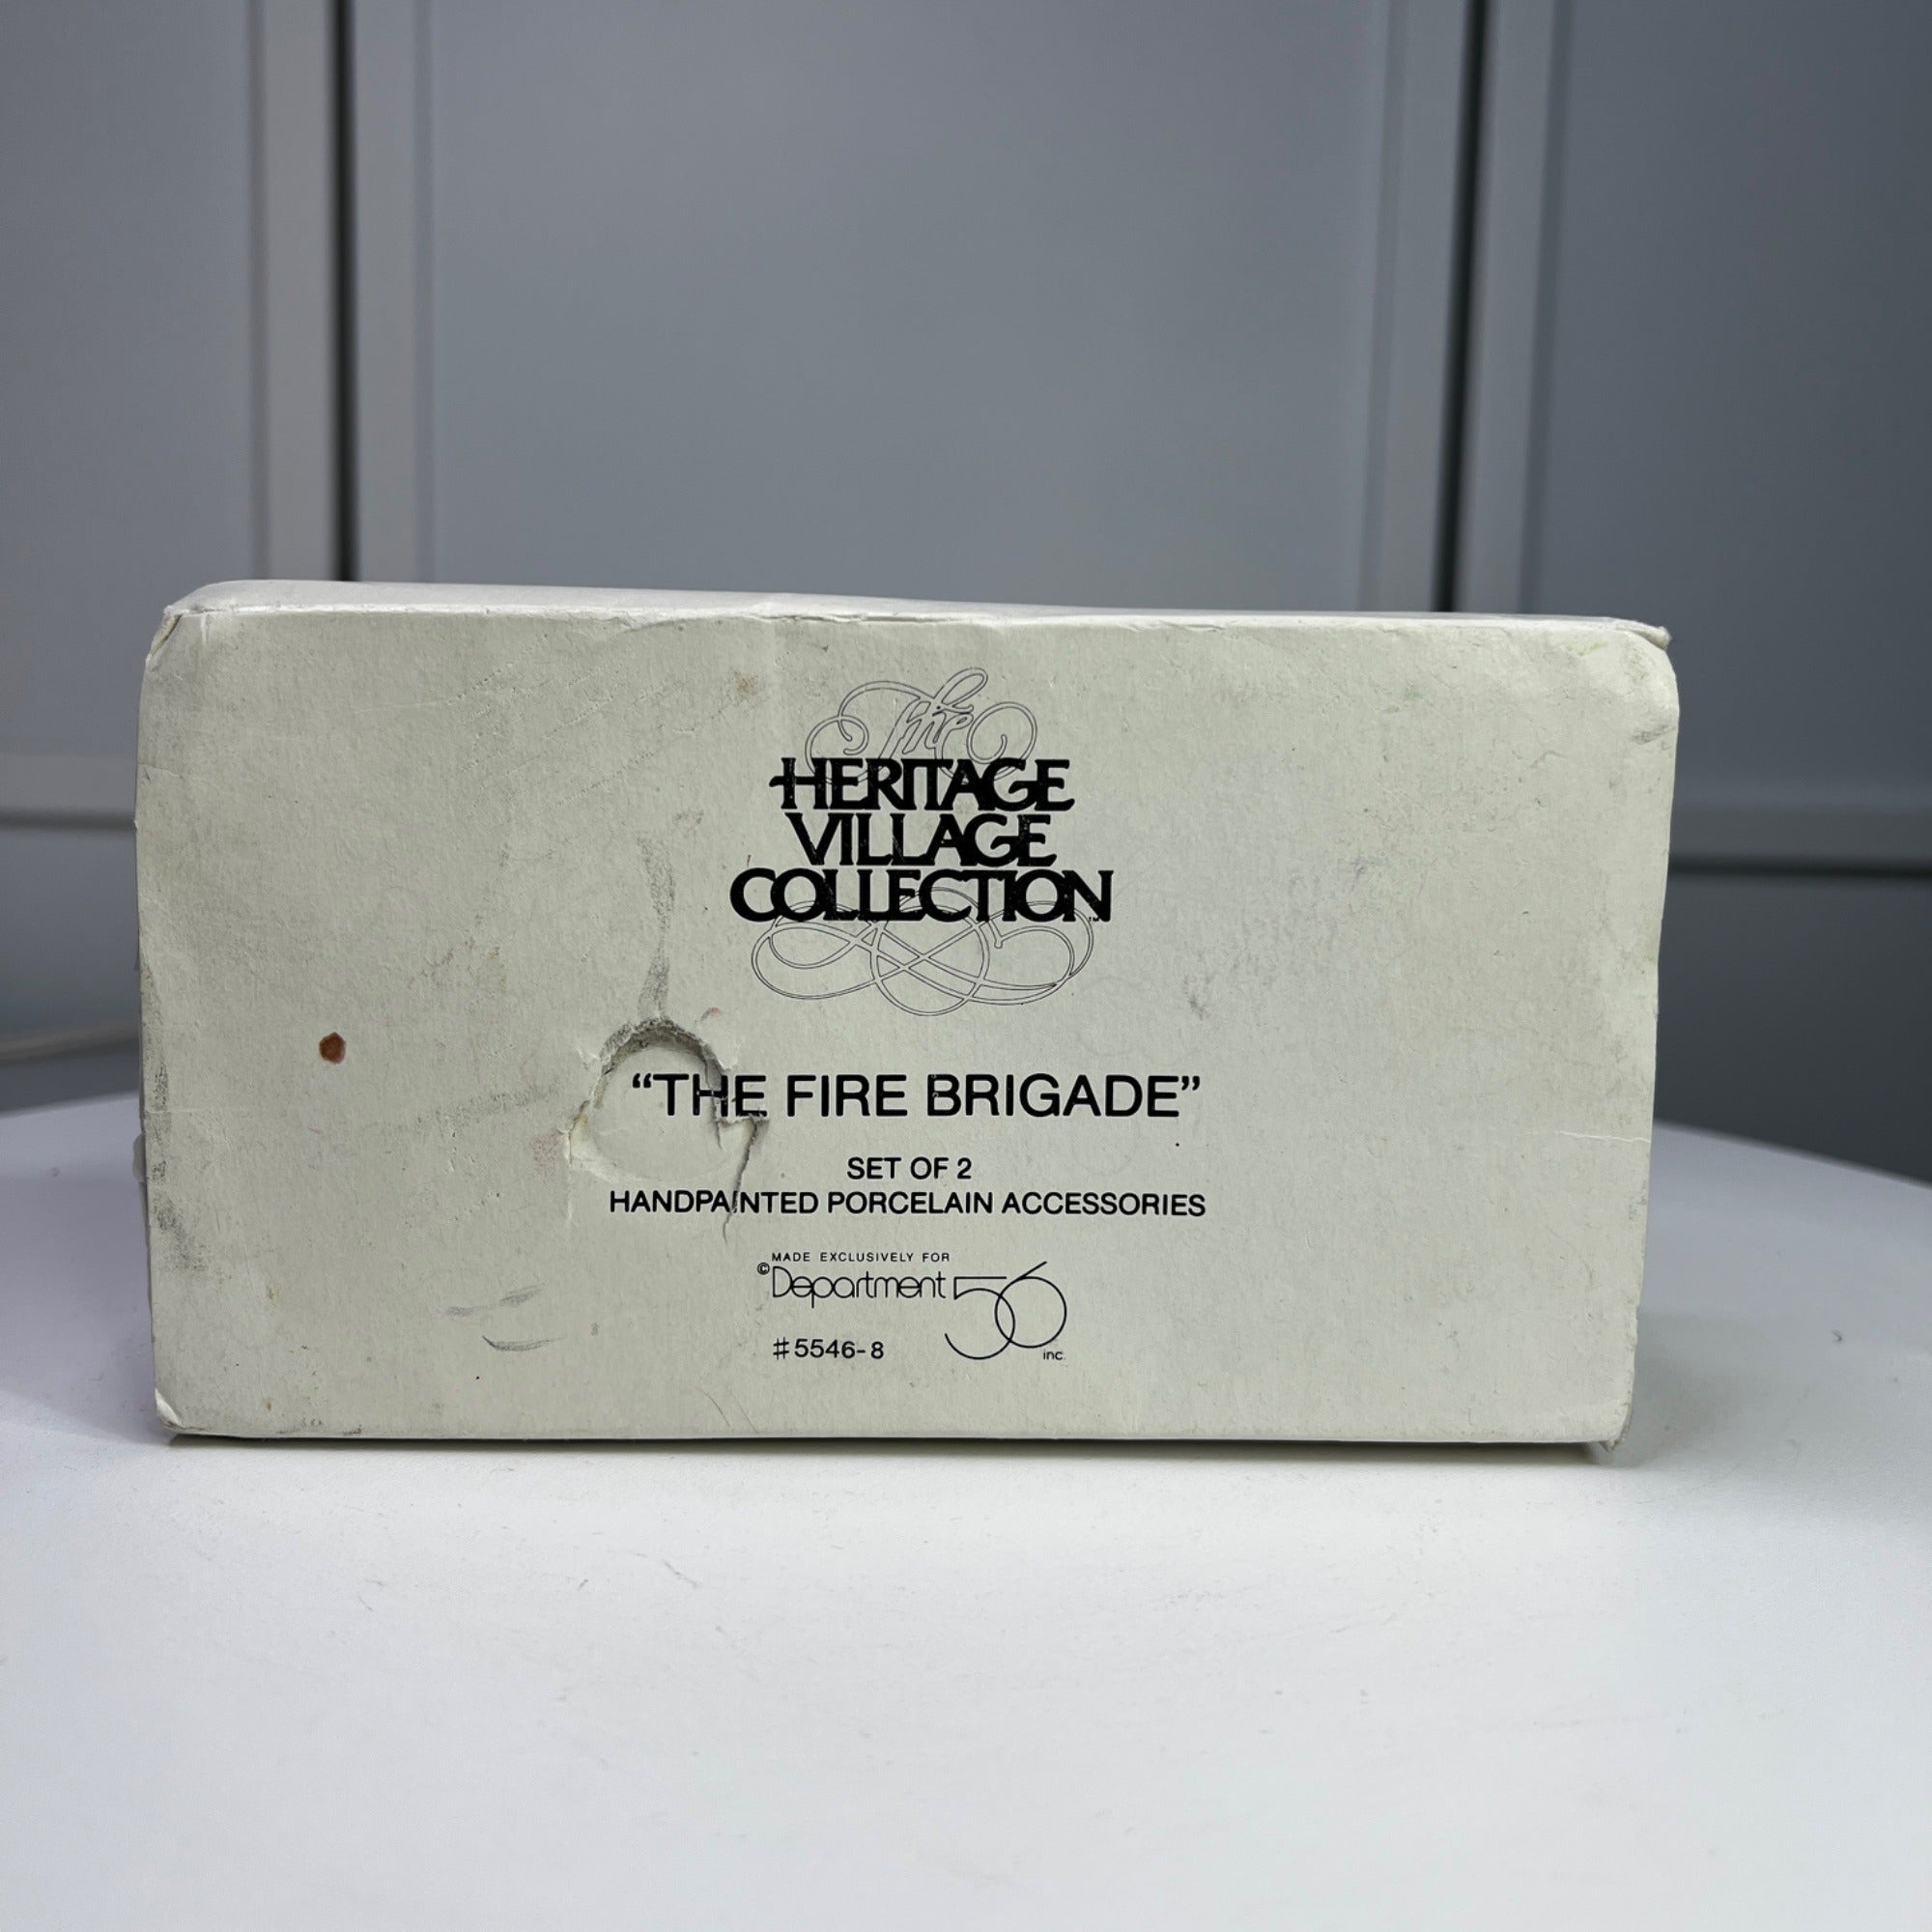 The
HERITAGE
VILLAGE
COLLECTION™
“THE FIRE BRIGADE”
SET OF 2
HANDPAINTED PORCELAIN ACCESSORIES
MADE EXCLUSIVELY FOR
©Department 56 inc.
#5546-8